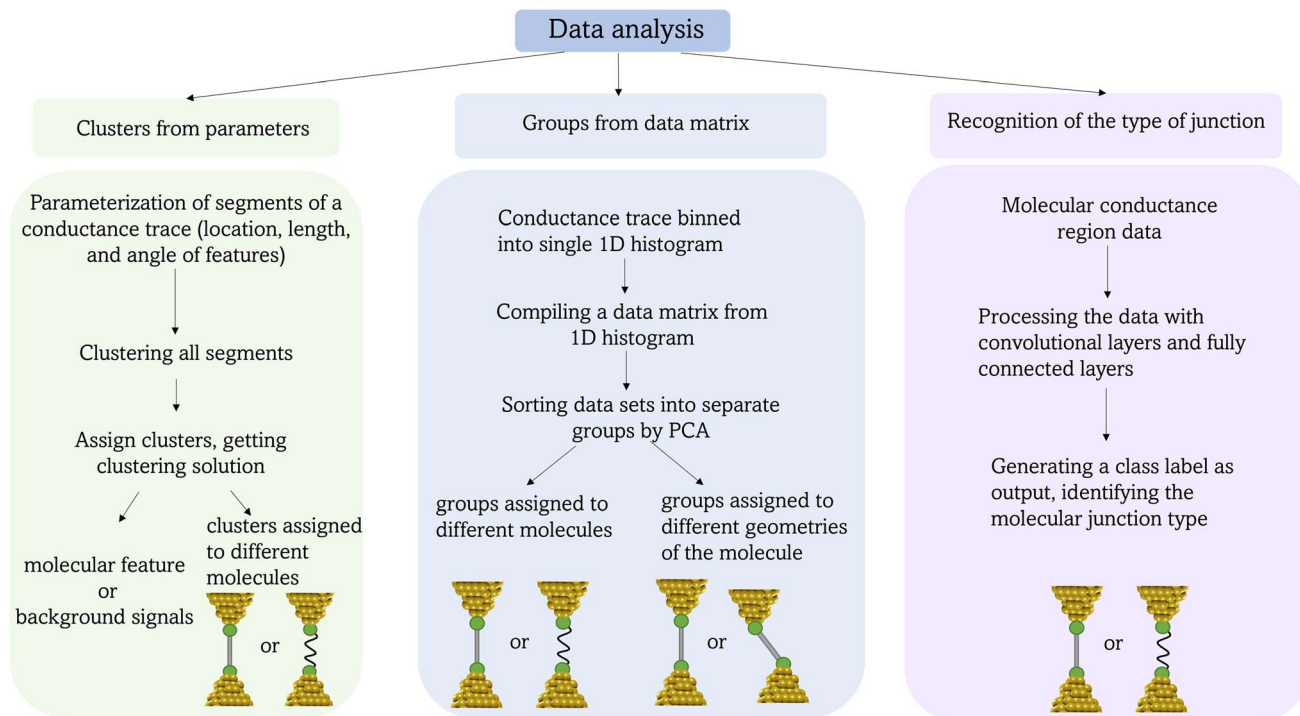 Data analysis
Clusters from parameters
Parameterization of segments of a
conductance trace (location, length,
and angle of features)
Clustering all segments
Assign clusters, getting
clustering solution
molecular feature
or
background signals
clusters assigned
to different
molecules
or
Groups from data matrix
Conductance trace binned
into single 1D histogram
Compiling a data matrix from
1D histogram
Sorting data sets into separate
groups by PCA
groups assigned to
different molecules
or
groups assigned to
different geometries
of the molecule
or
Recognition of the type of junction
Molecular conductance
region data
Processing the data with
convolutional layers and fully
connected layers
Generating a class label as
output, identifying the
molecular junction type
or